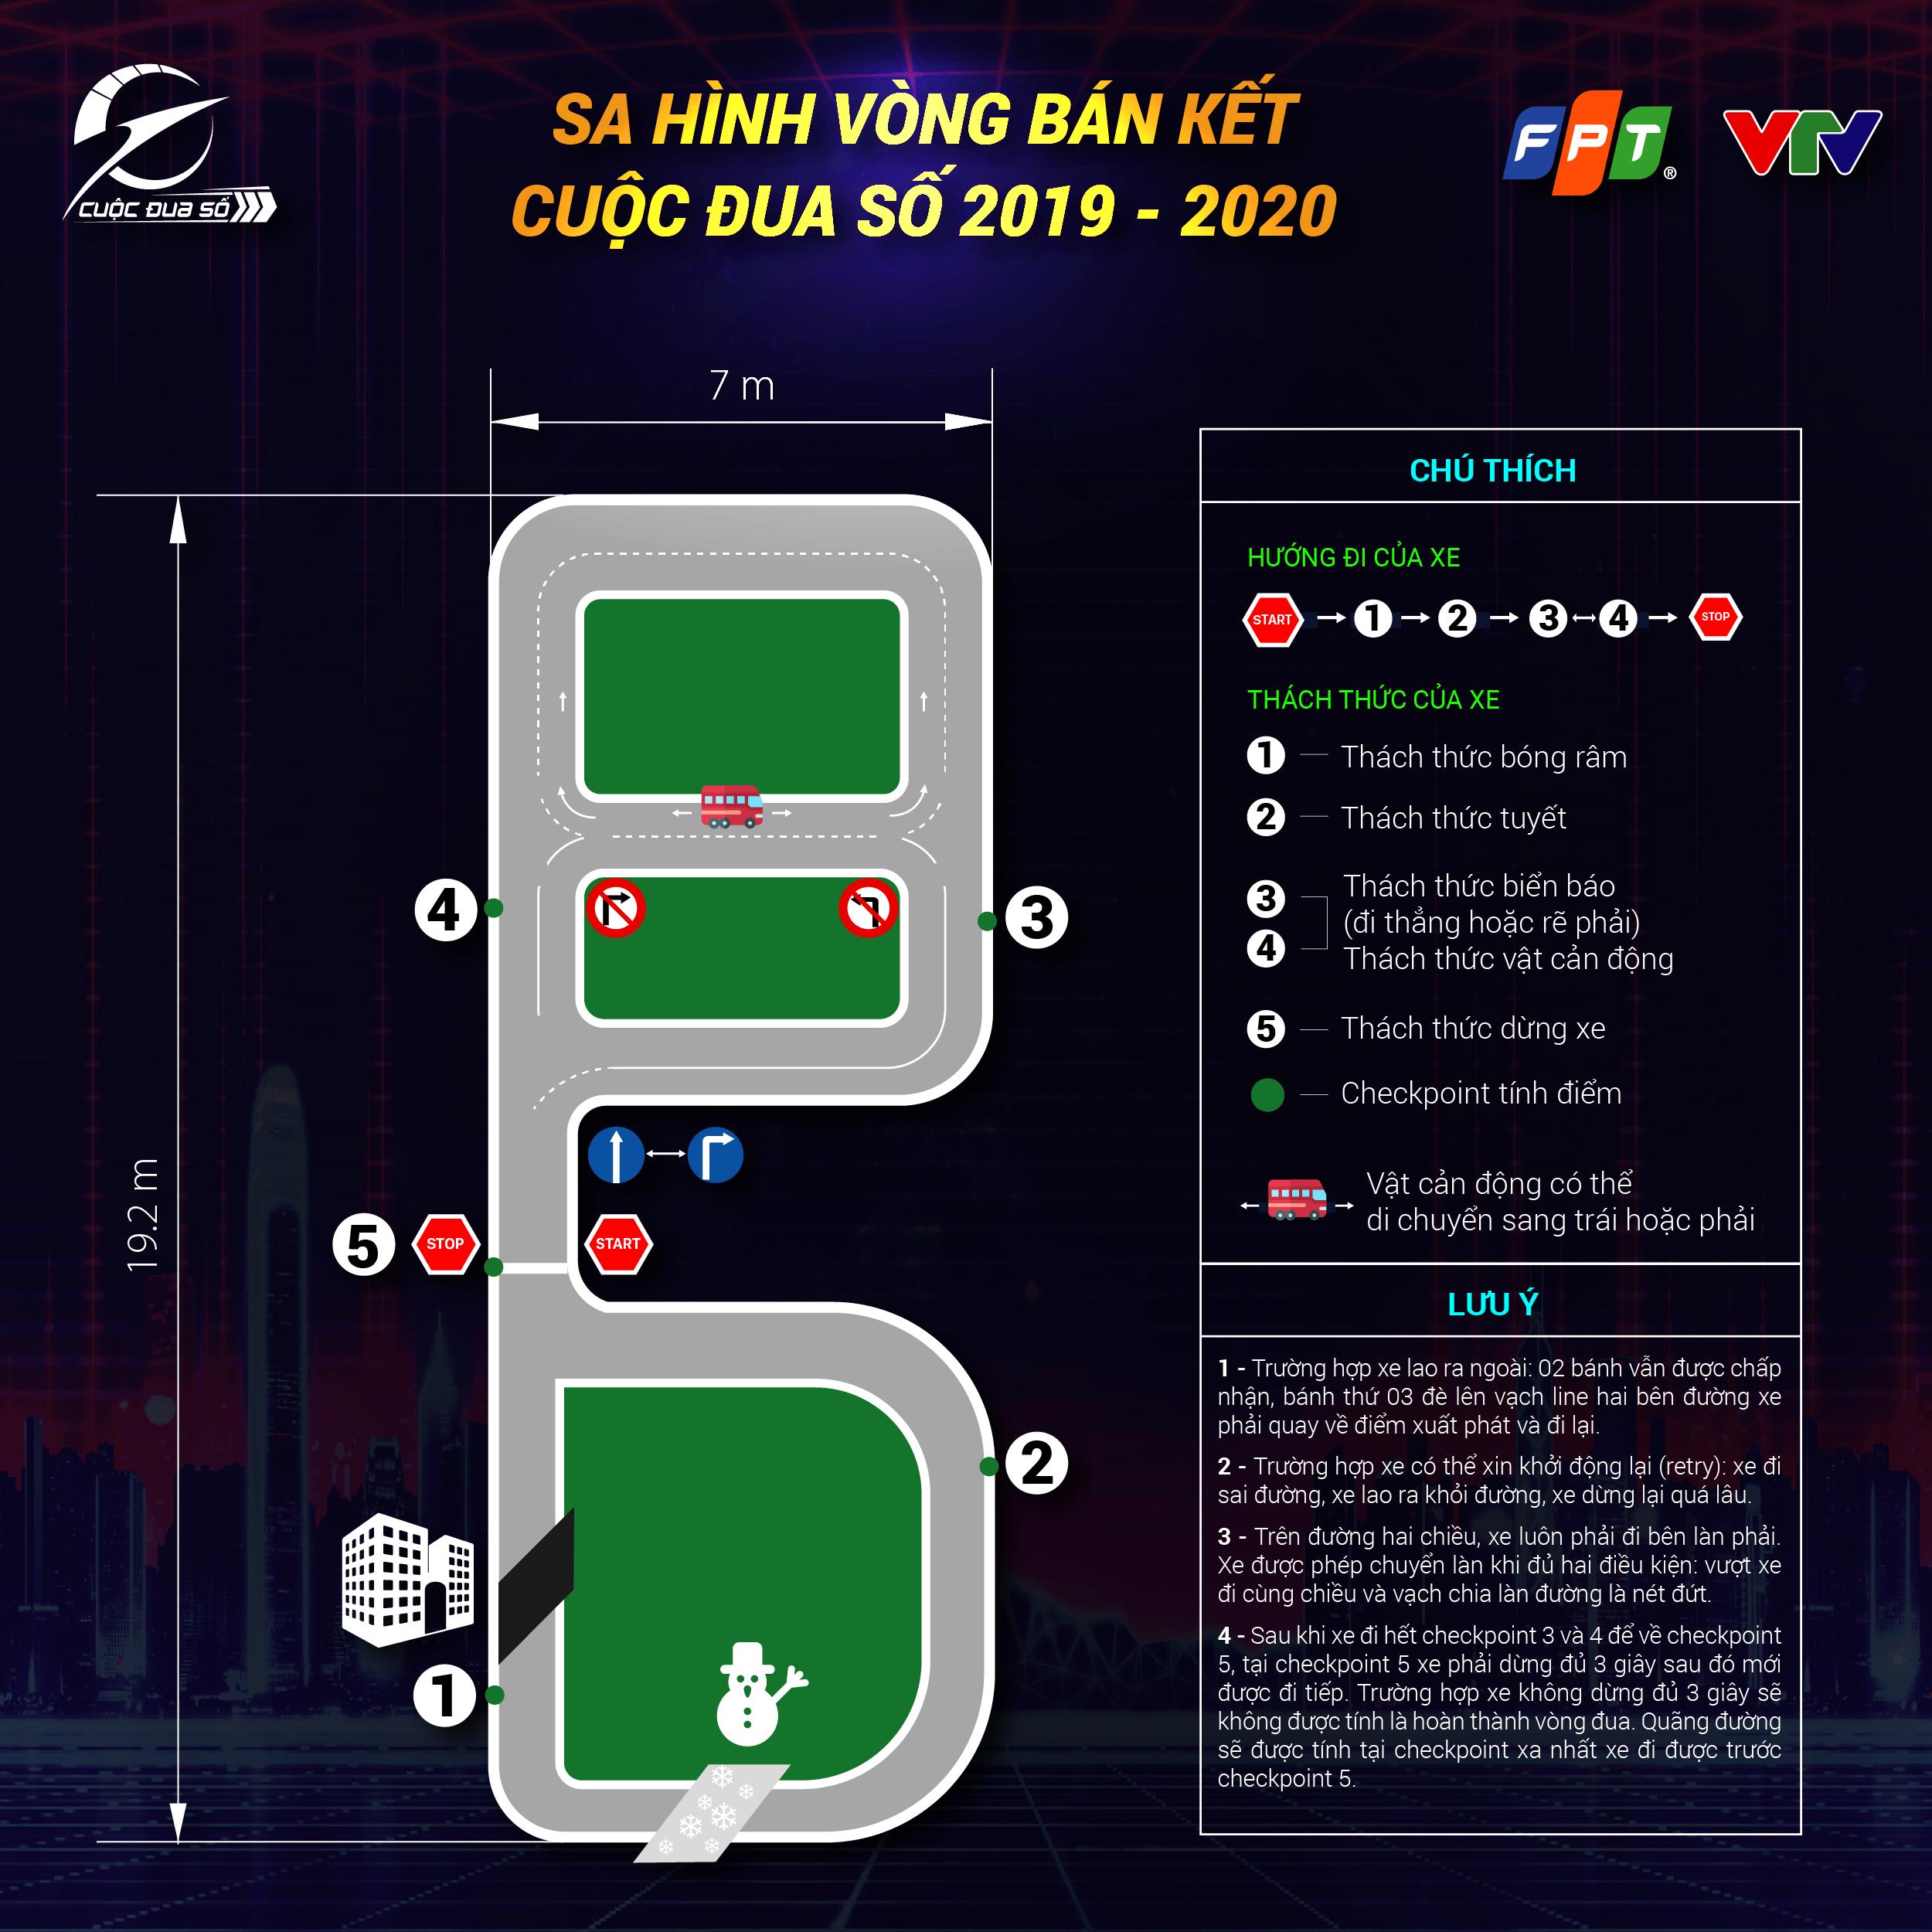 CUỘC ĐUA SỐ
SA HÌNH VÒNG BÁN KẾT
CUỘC ĐUA SỐ 2019 - 2020
FPT®
VTV
7 m
19.2 m
4
3
5
STOP
START
2
1
CHÚ THÍCH
HƯỚNG ĐI CỦA XE
START 1 2 3 4 STOP
THÁCH THỨC CỦA XE
1 Thách thức bóng râm
2 Thách thức tuyết
3 Thách thức biển báo
(đi thẳng hoặc rẽ phải)
4 Thách thức vật cản động
5 Thách thức dừng xe
Checkpoint tính điểm
Vật cản động có thể
di chuyển sang trái hoặc phải
LƯU Ý
1 - Trường hợp xe lao ra ngoài: 02 bánh vẫn được chấp
nhận, bánh thứ 03 đè lên vạch line hai bên đường xe
phải quay về điểm xuất phát và đi lại.
2 - Trường hợp xe có thể xin khởi động lại (retry): xe đi
sai đường, xe lao ra khỏi đường, xe dừng lại quá lâu.
3 - Trên đường hai chiều, xe luôn phải đi bên làn phải.
Xe được phép chuyển làn khi đủ hai điều kiện: vượt xe
đi cùng chiều và vạch chia làn đường là nét đứt.
4 - Sau khi xe đi hết checkpoint 3 và 4 để về checkpoint
5, tại checkpoint 5 xe phải dừng đủ 3 giây sau đó mới
được đi tiếp. Trường hợp xe không dừng đủ 3 giây sẽ
không được tính là hoàn thành vòng đua. Quãng đường
sẽ được tính tại checkpoint xa nhất xe đi được trước
checkpoint 5.